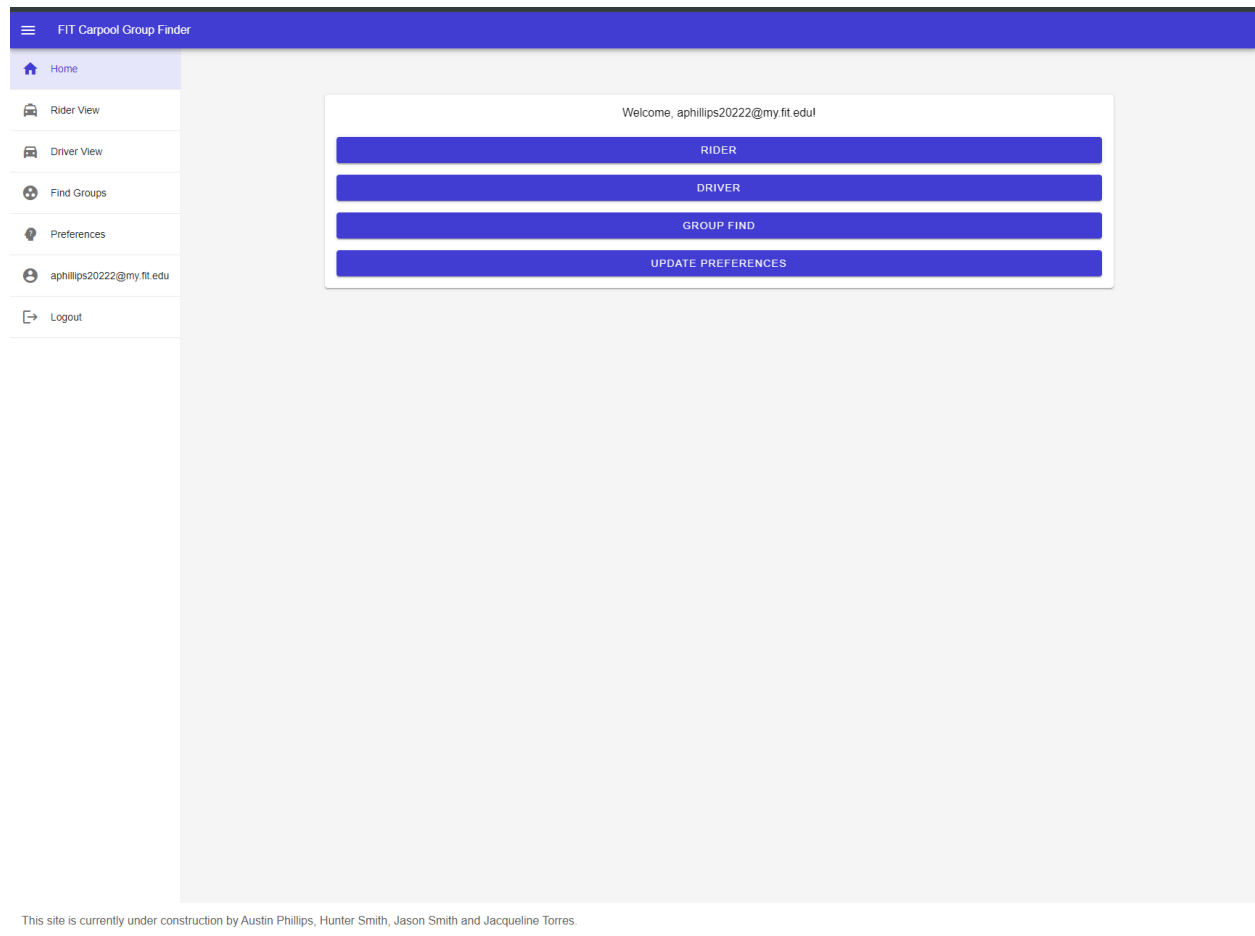 FIT Carpool Group Finder
Home
Rider View
Driver View
Find Groups
Preferences
aphillips20222@my.fit.edu
Logout
Welcome, aphillips20222@my.fit.edu!
RIDER
DRIVER
GROUP FIND
UPDATE PREFERENCES
This site is currently under construction by Austin Phillips, Hunter Smith, Jason Smith and Jacqueline Torres.